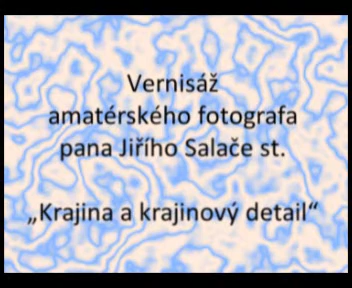 Vernisáž
amatérského fotografa
pana Jiřího Salače st.
„Krajina a krajinový detail“